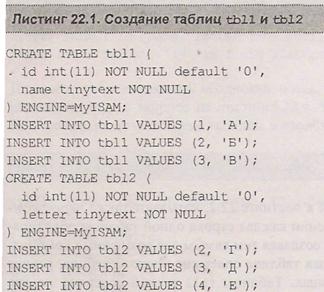 Листинг 22.1. Создание таблиц tbl1 и tbl2
CREATE TABLE tbl1 (
id int(11) NOT NULL default '0',
name tinytext NOT NULL
) ENGINE=MyISAM;
INSERT INTO tbl1 VALUES (1, 'А');
INSERT INTO tbl1 VALUES (2, 'Б');
INSERT INTO tbl1 VALUES (3, 'В');
CREATE TABLE tbl2 (
id int(11) NOT NULL default '0',
letter tinytext NOT NULL
) ENGINE=MyISAM;
INSERT INTO tbl2 VALUES (2, 'Г');
INSERT INTO tbl2 VALUES (3, 'Д');
INSERT INTO tbl2 VALUES (4, 'Е');